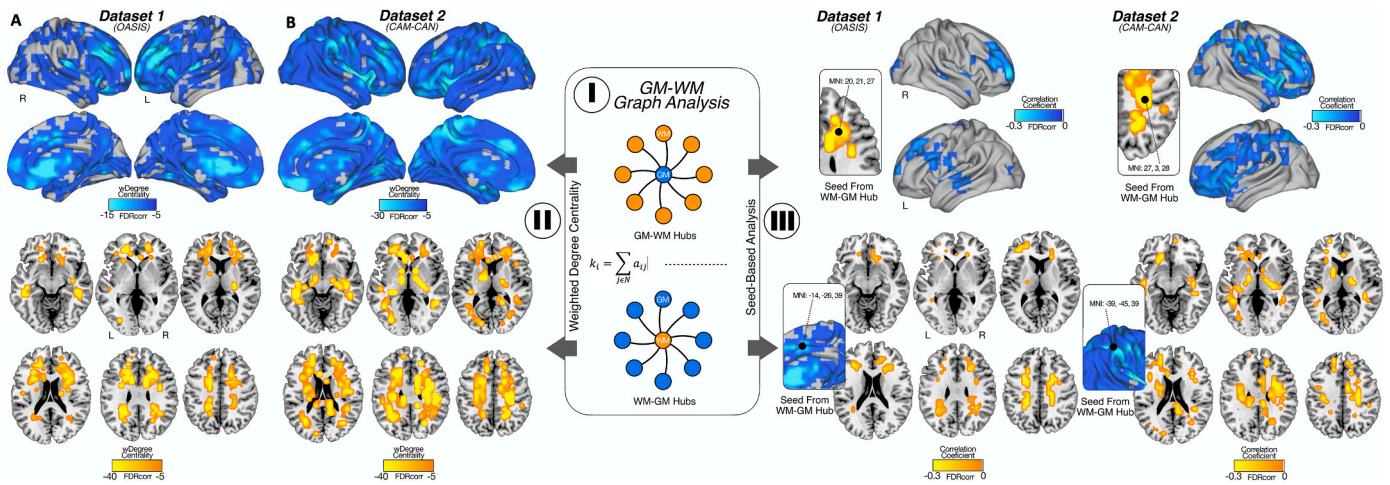 A
Dataset 1
(OASIS)
R
L
wDegree
Centrality
-15 FDRcorr -5
L
R
wDegree
Centrality
-40 FDRcorr -5
B
Dataset 2
(CAM-CAN)
wDegree
Centrality
-30 FDRcorr -5
wDegree
Centrality
-40 FDRcorr -5
I
GM-WM
Graph Analysis
WM
GM
GM-WM Hubs
II
Weighted Degree Centrality
k_i = ∑_{j∈N} a_{ij}|
GM
WM
WM-GM Hubs
III
Seed-Based Analysis
Dataset 1
(OASIS)
MNI: 20, 21, 27
Seed From
WM-GM Hub
R
L
Correlation
Coeficient
-0.3 FDRcorr 0
MNI: -14, -26, 39
Seed From
WM-GM Hub
L
R
Correlation
Coeficient
-0.3 FDRcorr 0
Dataset 2
(CAM-CAN)
MNI: 27, 3, 28
Seed From
WM-GM Hub
Correlation
Coeficient
-0.3 FDRcorr 0
MNI: -39, -45, 39
Seed From
WM-GM Hub
Correlation
Coeficient
-0.3 FDRcorr 0